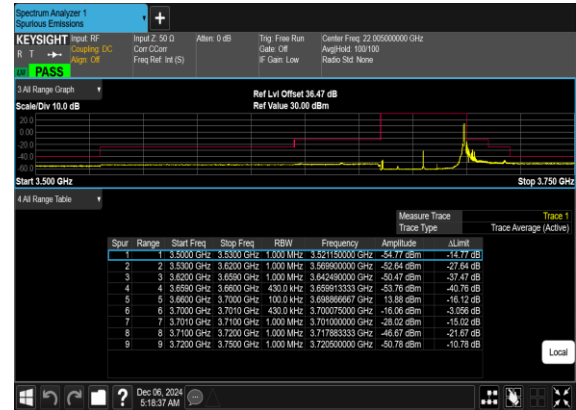 Spectrum Analyzer 1
Spurious Emissions
KEYSIGHT Input: RF Input Z: 50 Ω Atten: 0 dB Trig: Free Run Center Freq: 22.005000000 GHz
R T Coupling: DC Corr CCorr Gate: Off Avg|Hold: 100/100
Align: Off Freq Ref: Int (S) IF Gain: Low Radio Std: None
PASS
3 All Range Graph Ref Lvl Offset 36.47 dB
Scale/Div 10.0 dB Ref Value 30.00 dBm
20.0
0.00
-20.0
-40.0
-60.0
Start 3.500 GHz Stop 3.750 GHz
4 All Range Table
Measure Trace Trace 1
Trace Type Trace Average (Active)
Spur Range Start Freq Stop Freq RBW Frequency Amplitude ΔLimit
1 1 3.5000 GHz 3.5300 GHz 1.000 MHz 3.521150000 GHz -54.77 dBm -14.77 dB
2 2 3.5300 GHz 3.6200 GHz 1.000 MHz 3.569900000 GHz -52.64 dBm -27.64 dB
3 3 3.6200 GHz 3.6590 GHz 1.000 MHz 3.642490000 GHz -50.47 dBm -37.47 dB
4 4 3.6590 GHz 3.6600 GHz 430.0 kHz 3.659913333 GHz -53.76 dBm -40.76 dB
5 5 3.6600 GHz 3.7000 GHz 100.0 kHz 3.698866667 GHz 13.88 dBm -16.12 dB
6 6 3.7000 GHz 3.7010 GHz 430.0 kHz 3.700075000 GHz -16.06 dBm -3.056 dB
7 7 3.7010 GHz 3.7100 GHz 1.000 MHz 3.701000000 GHz -28.02 dBm -15.02 dB
8 8 3.7100 GHz 3.7200 GHz 1.000 MHz 3.717883333 GHz -46.67 dBm -21.67 dB
9 9 3.7200 GHz 3.7500 GHz 1.000 MHz 3.720500000 GHz -50.78 dBm -10.78 dB
Local
? Dec 06, 2024
5:18:37 AM